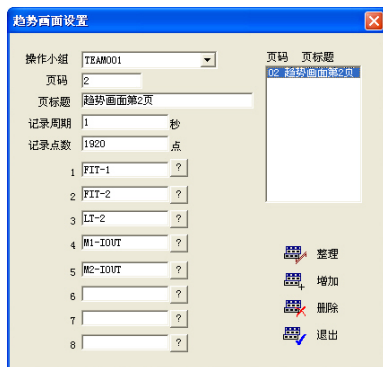 趋势画面设置
操作小组 TEAM001
页码 2
页标题 趋势画面第2页
记录周期 1 秒
记录点数 1920 点
1 FIT-1 ?
2 FIT-2 ?
3 LT-2 ?
4 M1-IOUT ?
5 M2-IOUT ?
6 ?
7 ?
8 ?
页码 页标题
02 趋势画面第2页
整理
增加
删除
退出